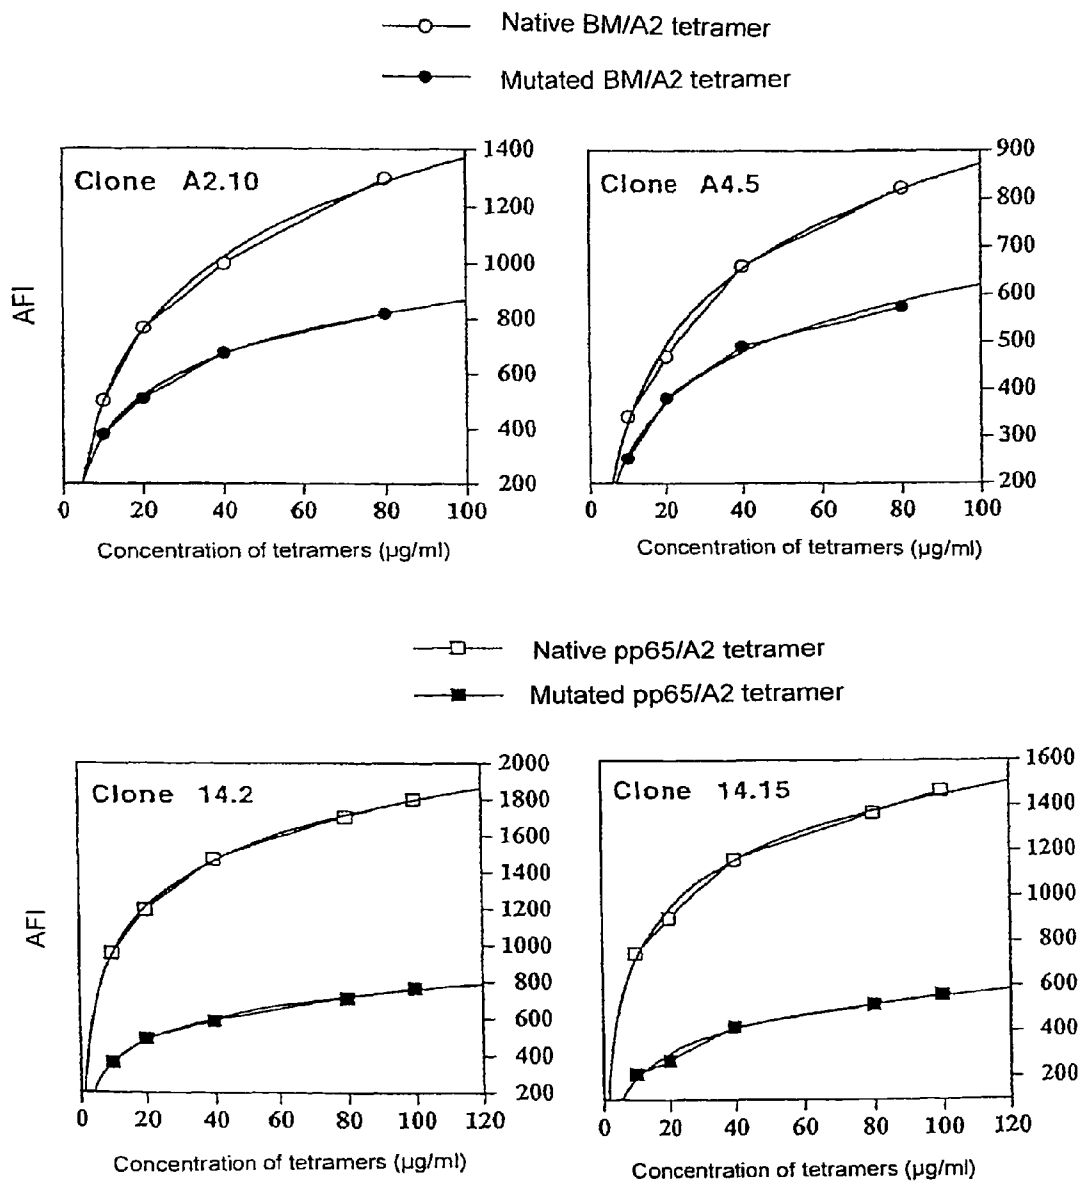 Native BM/A2 tetramer
Mutated BM/A2 tetramer
Clone A2.10
AFI
1400
1200
1000
800
600
400
200
0 20 40 60 80 100
Concentration of tetramers (µg/ml)
Clone A4.5
900
800
700
600
500
400
300
200
0 20 40 60 80 100
Concentration of tetramers (µg/ml)
Native pp65/A2 tetramer
Mutated pp65/A2 tetramer
Clone 14.2
AFI
2000
1800
1600
1400
1200
1000
800
600
400
200
0 20 40 60 80 100 120
Concentration of tetramers (µg/ml)
Clone 14.15
1600
1400
1200
1000
800
600
400
200
0 20 40 60 80 100 120
Concentration of tetramers (µg/ml)